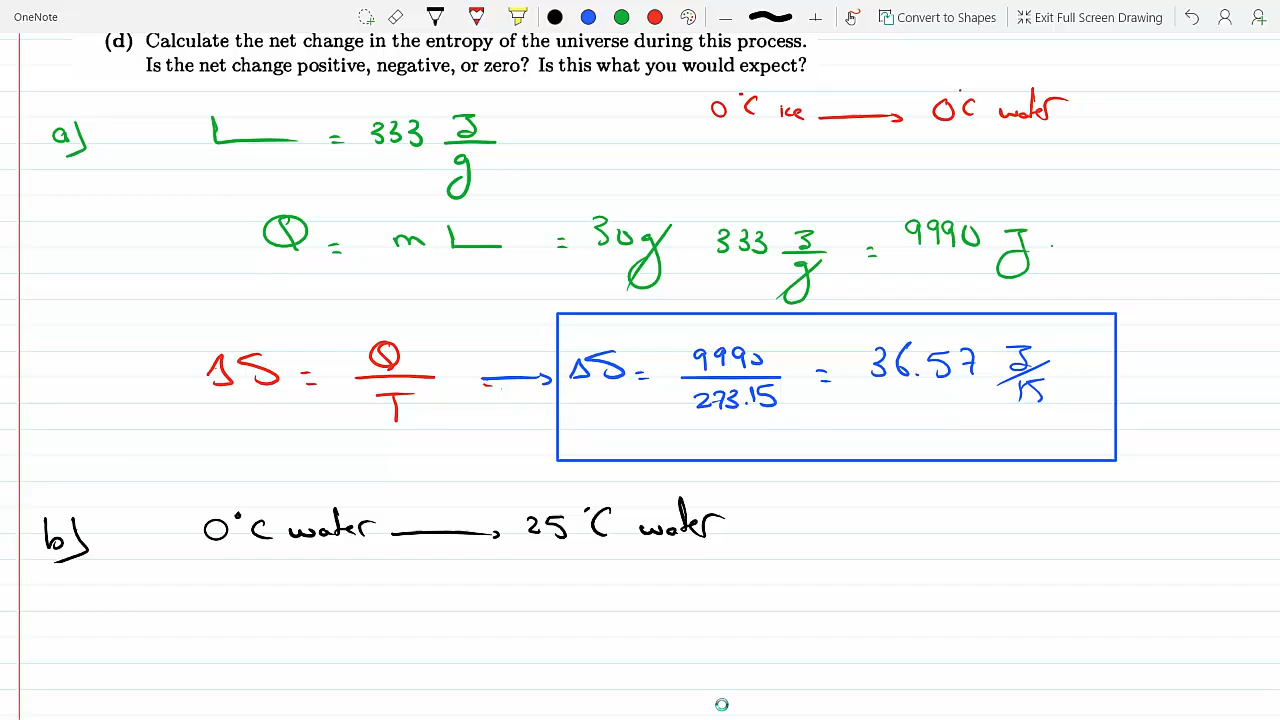 OneNote
Convert to Shapes Exit Full Screen Drawing
(d) Calculate the net change in the entropy of the universe during this process.
Is the net change positive, negative, or zero? Is this what you would expect?
0°C ice → 0°C water
a) L = 333 J/g
Q = m L = 30g 333 J/g = 9990 J
ΔS = Q/T = → ΔS = 9990/273.15 = 36.57 J/K
b) 0°C water → 25°C water